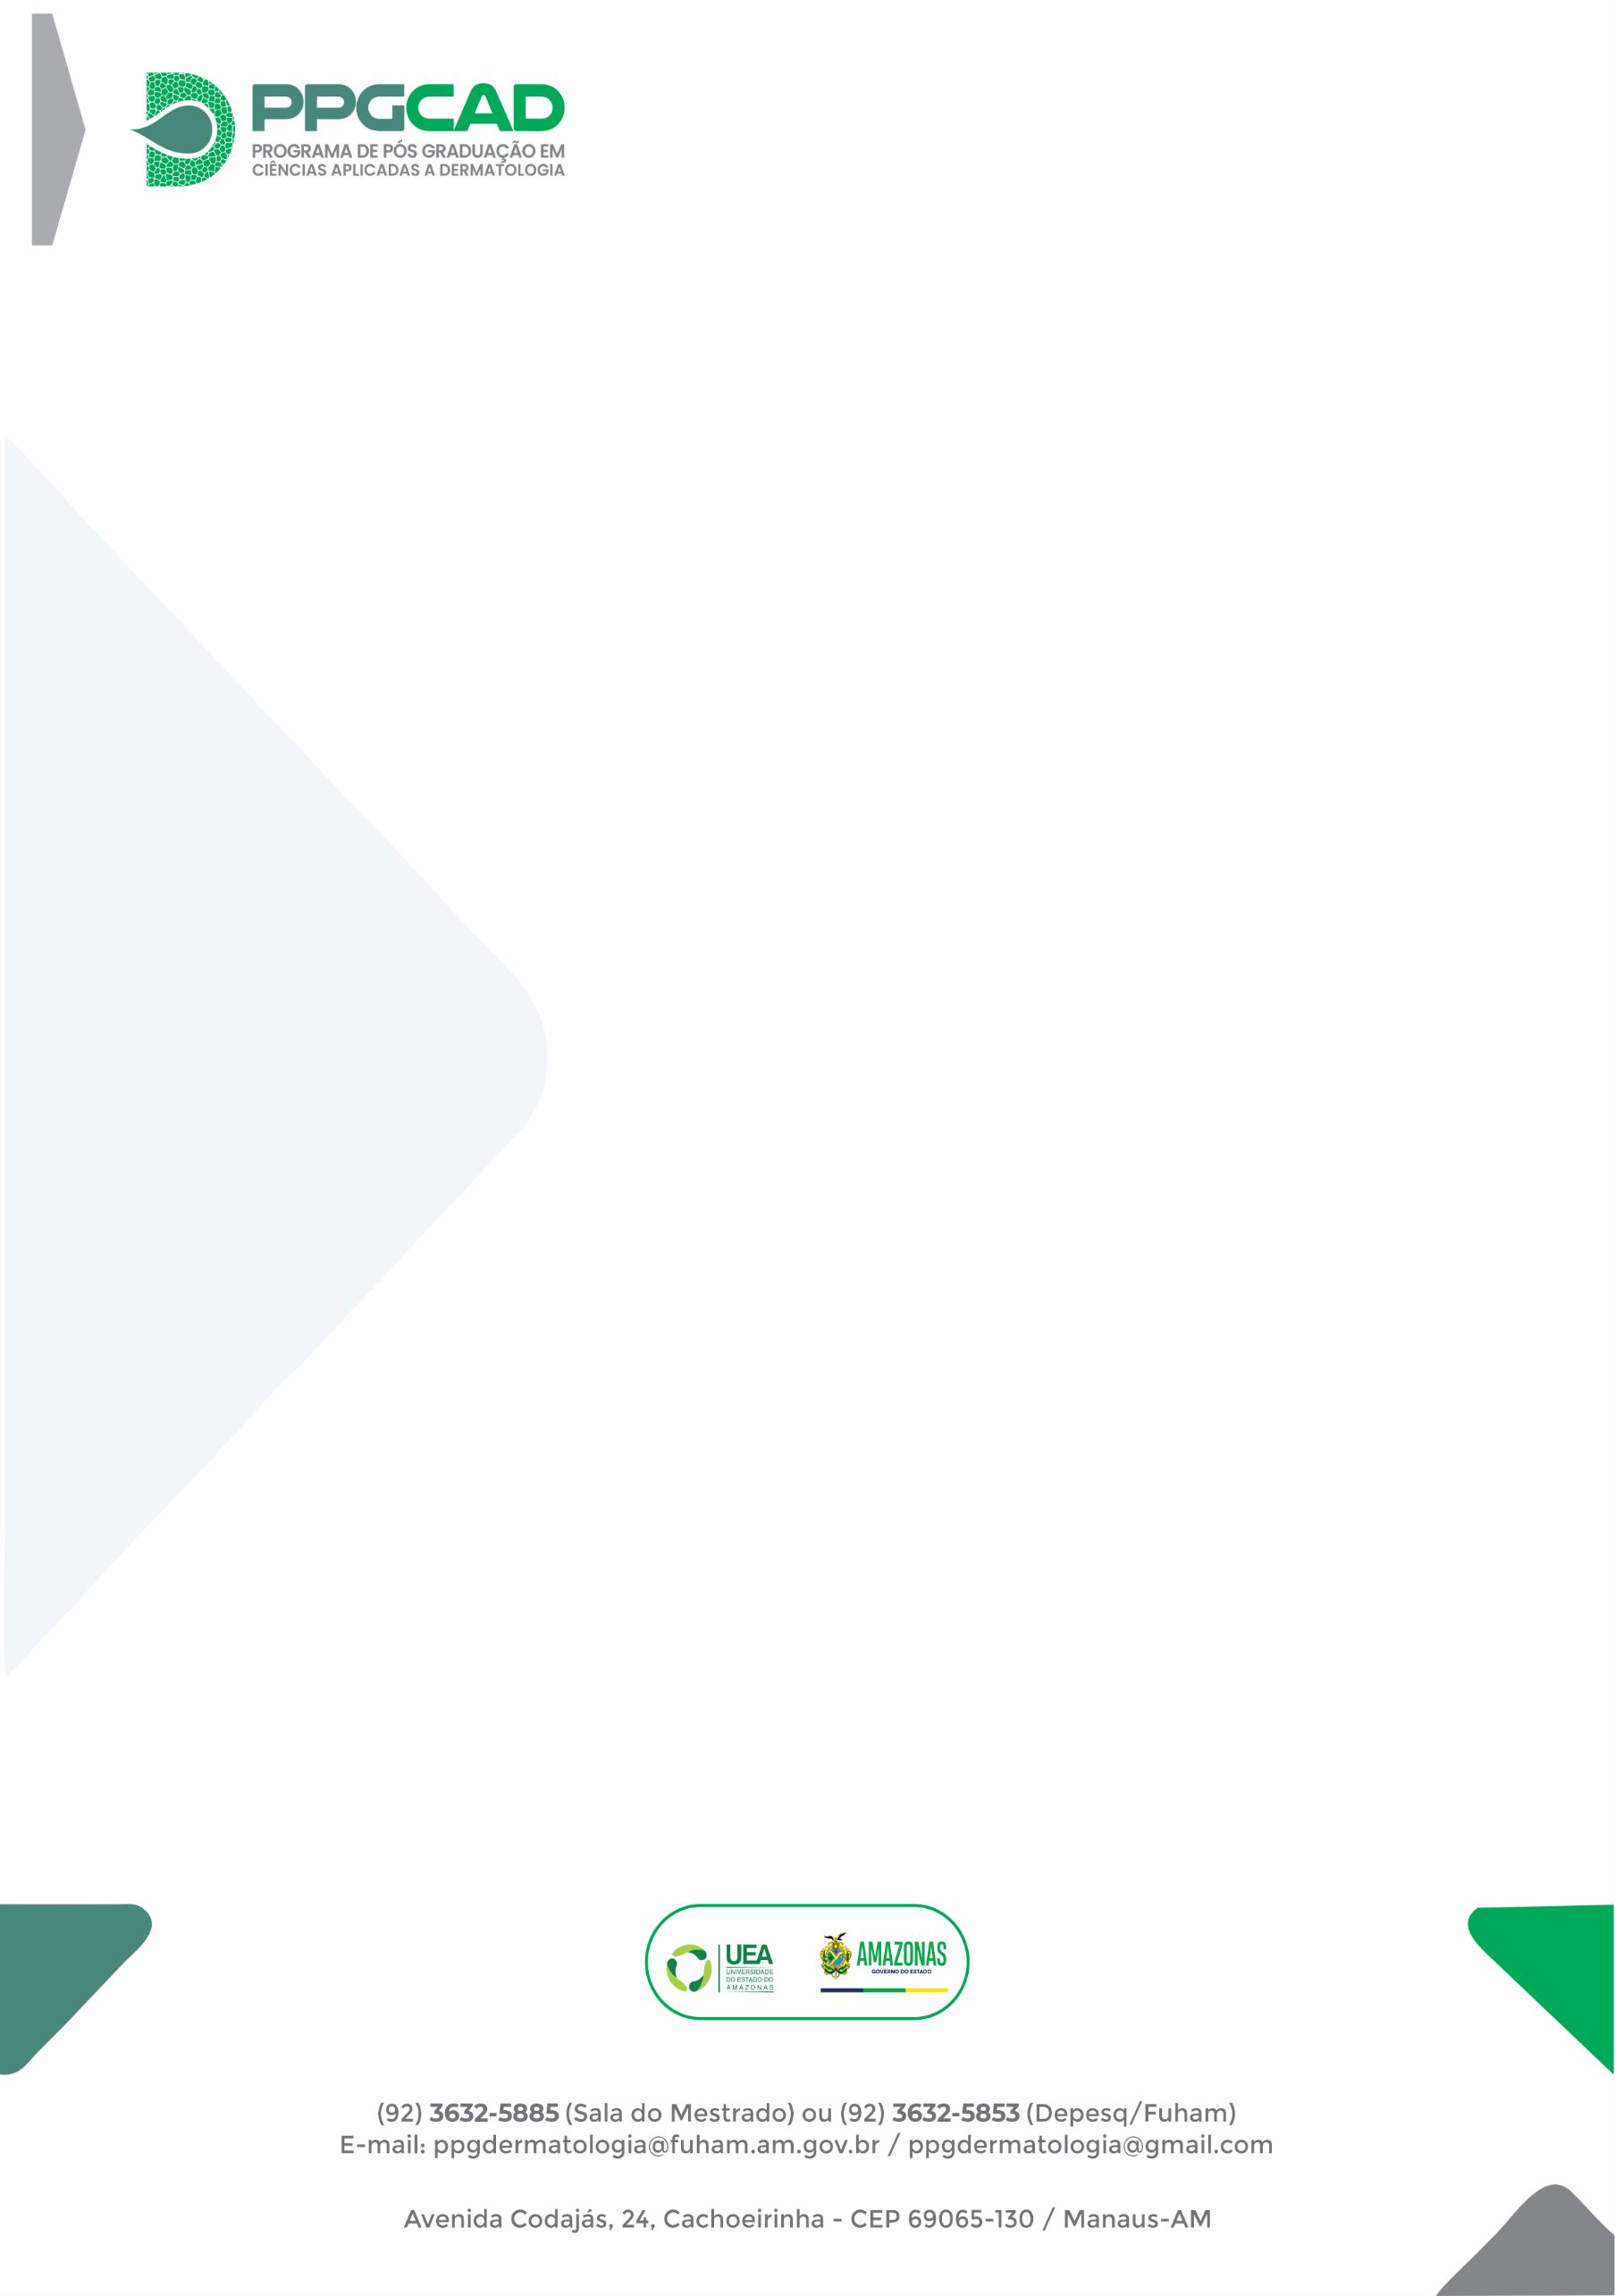 PPGCAD
PROGRAMA DE PÓS GRADUAÇÃO EM
CIÊNCIAS APLICADAS A DERMATOLOGIA
UEA
UNIVERSIDADE
DO ESTADO DO
AMAZONAS
AMAZONAS
GOVERNO DO ESTADO
(92) 3632-5885 (Sala do Mestrado) ou (92) 3632-5853 (Depesq/Fuham)
E-mail: ppgdermatologia@fuham.am.gov.br / ppgdermatologia@gmail.com
Avenida Codajás, 24, Cachoeirinha - CEP 69065-130 / Manaus-AM